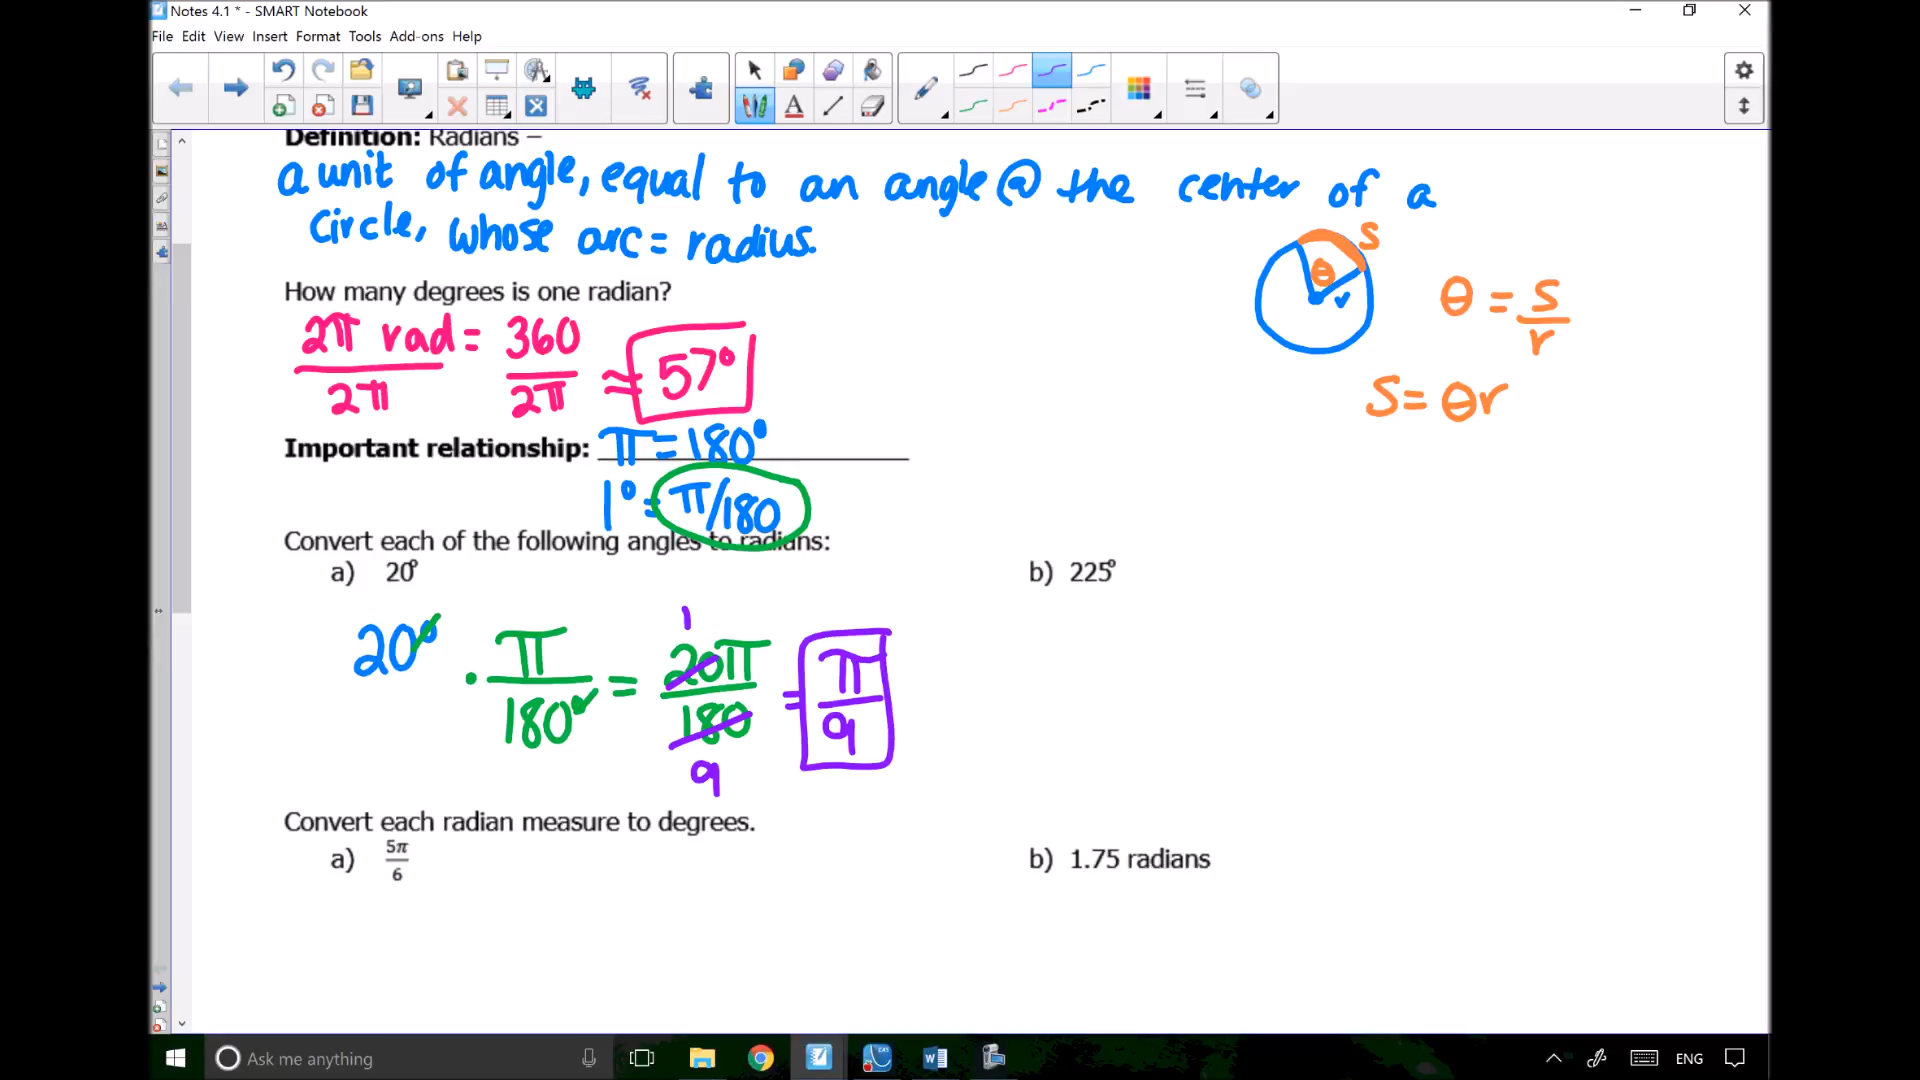 Notes 4.1 * - SMART Notebook
File Edit View Insert Format Tools Add-ons Help
Definition: Radians –
a unit of angle, equal to an angle @ the center of a
circle, whose arc = radius.
S
θ
r
θ = S/r
S = θr
How many degrees is one radian?
2π rad/2π = 360/2π ≈ 57°
Important relationship: π = 180°
1° = π/180
Convert each of the following angles to radians:
a) 20°
b) 225°
20° · π/180° = 20π/180 = π/9
1
9
Convert each radian measure to degrees.
a) 5π/6
b) 1.75 radians
Ask me anything
ENG